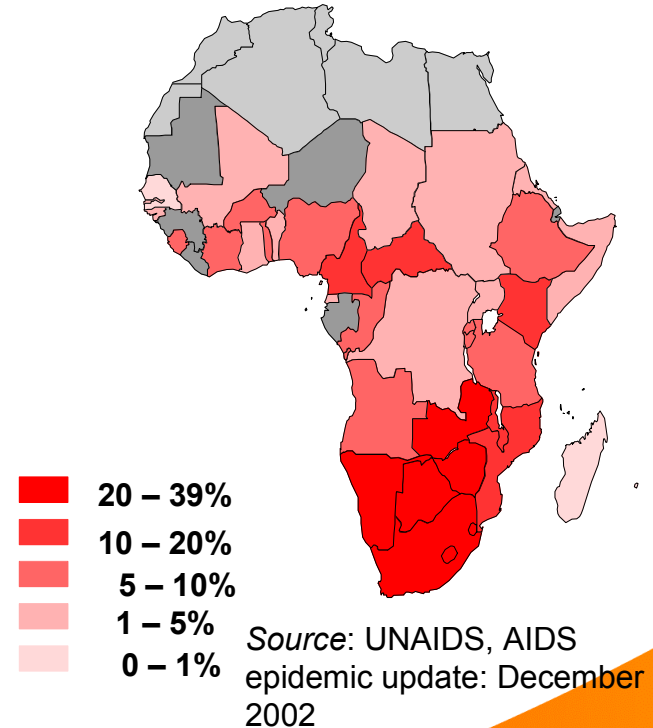 20 – 39%
10 – 20%
5 – 10%
1 – 5%
0 – 1%
Source: UNAIDS, AIDS
epidemic update: December
2002